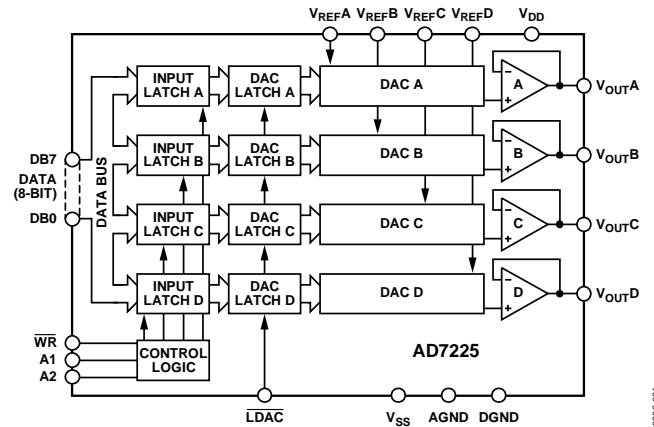 VREFA VREFB VREFC VREFD VDD
INPUT LATCH A
DAC LATCH A
DAC A
A
VOUTA
INPUT LATCH B
DAC LATCH B
DAC B
B
VOUTB
DB7
DATA (8-BIT)
DB0
DATA BUS
INPUT LATCH C
DAC LATCH C
DAC C
C
VOUTC
INPUT LATCH D
DAC LATCH D
DAC D
D
VOUTD
WR
A1
A2
CONTROL LOGIC
AD7225
LDAC
VSS
AGND
DGND